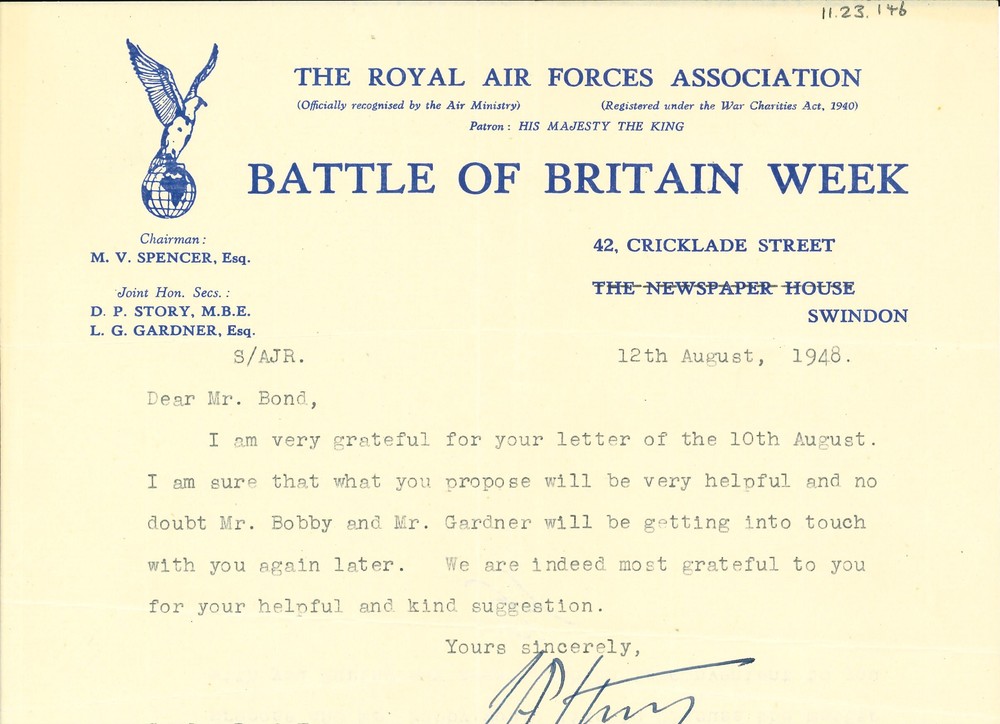 11.23.146
THE ROYAL AIR FORCES ASSOCIATION
(Officially recognised by the Air Ministry) (Registered under the War Charities Act, 1940)
Patron : HIS MAJESTY THE KING
BATTLE OF BRITAIN WEEK
Chairman :
M. V. SPENCER, Esq.
Joint Hon. Secs. :
D. P. STORY, M.B.E.
L. G. GARDNER, Esq.
42, CRICKLADE STREET
THE NEWSPAPER HOUSE
SWINDON
S/AJR. 12th August, 1948.
Dear Mr. Bond,
I am very grateful for your letter of the 10th August.
I am sure that what you propose will be very helpful and no
doubt Mr. Bobby and Mr. Gardner will be getting into touch
with you again later. We are indeed most grateful to you
for your helpful and kind suggestion.
Yours sincerely,